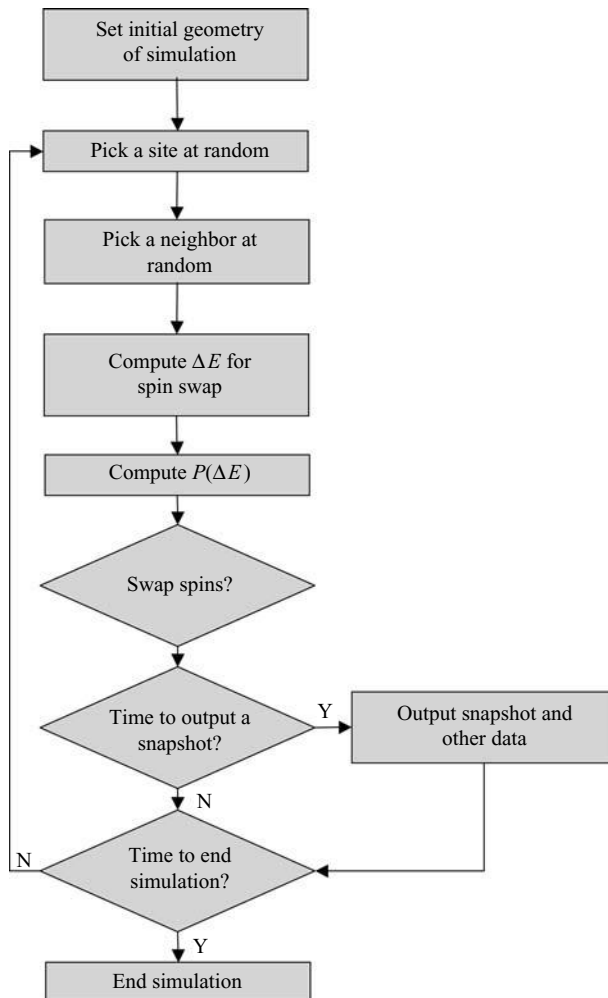 Set initial geometry
of simulation
Pick a site at random
Pick a neighbor at
random
Compute ΔE for
spin swap
Compute P(ΔE)
Swap spins?
Time to output a
snapshot?
Y
Output snapshot and
other data
N
Time to end
simulation?
N
Y
End simulation